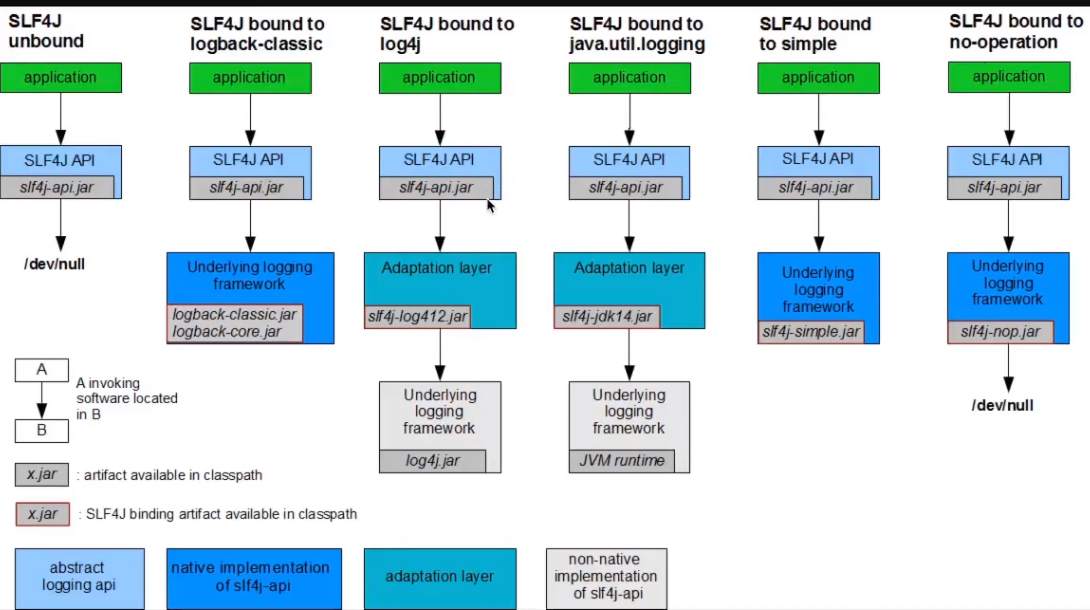 SLF4J
unbound
application
SLF4J API
slf4j-api.jar
/dev/null
SLF4J bound to
logback-classic
application
SLF4J API
slf4j-api.jar
Underlying logging
framework
logback-classic.jar
logback-core.jar
SLF4J bound to
log4j
application
SLF4J API
slf4j-api.jar
Adaptation layer
slf4j-log412.jar
Underlying
logging
framework
log4j.jar
SLF4J bound to
java.util.logging
application
SLF4J API
slf4j-api.jar
Adaptation layer
slf4j-jdk14.jar
Underlying
logging
framework
JVM runtime
SLF4J bound
to simple
application
SLF4J API
slf4j-api.jar
Underlying
logging
framework
slf4j-simple.jar
SLF4J bound to
no-operation
application
SLF4J API
slf4j-api.jar
Underlying
logging
framework
slf4j-nop.jar
/dev/null
A
B
A invoking
software located
in B
x.jar : artifact available in classpath
x.jar : SLF4J binding artifact available in classpath
abstract
logging api
native implementation
of slf4j-api
adaptation layer
non-native
implementation
of slf4j-api